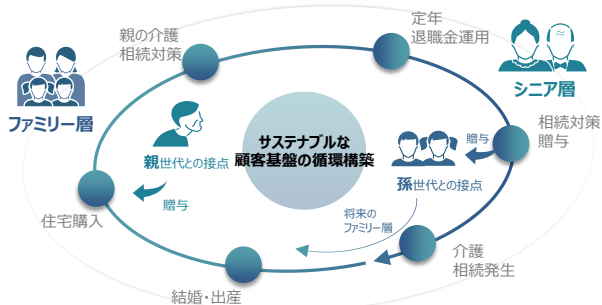 定年
退職金運用
親の介護
相続対策
シニア層
ファミリー層
サステナブルな
顧客基盤の循環構築
相続対策
贈与
贈与
親世代との接点
孫世代との接点
贈与
住宅購入
将来の
ファミリー層
介護
相続発生
結婚・出産